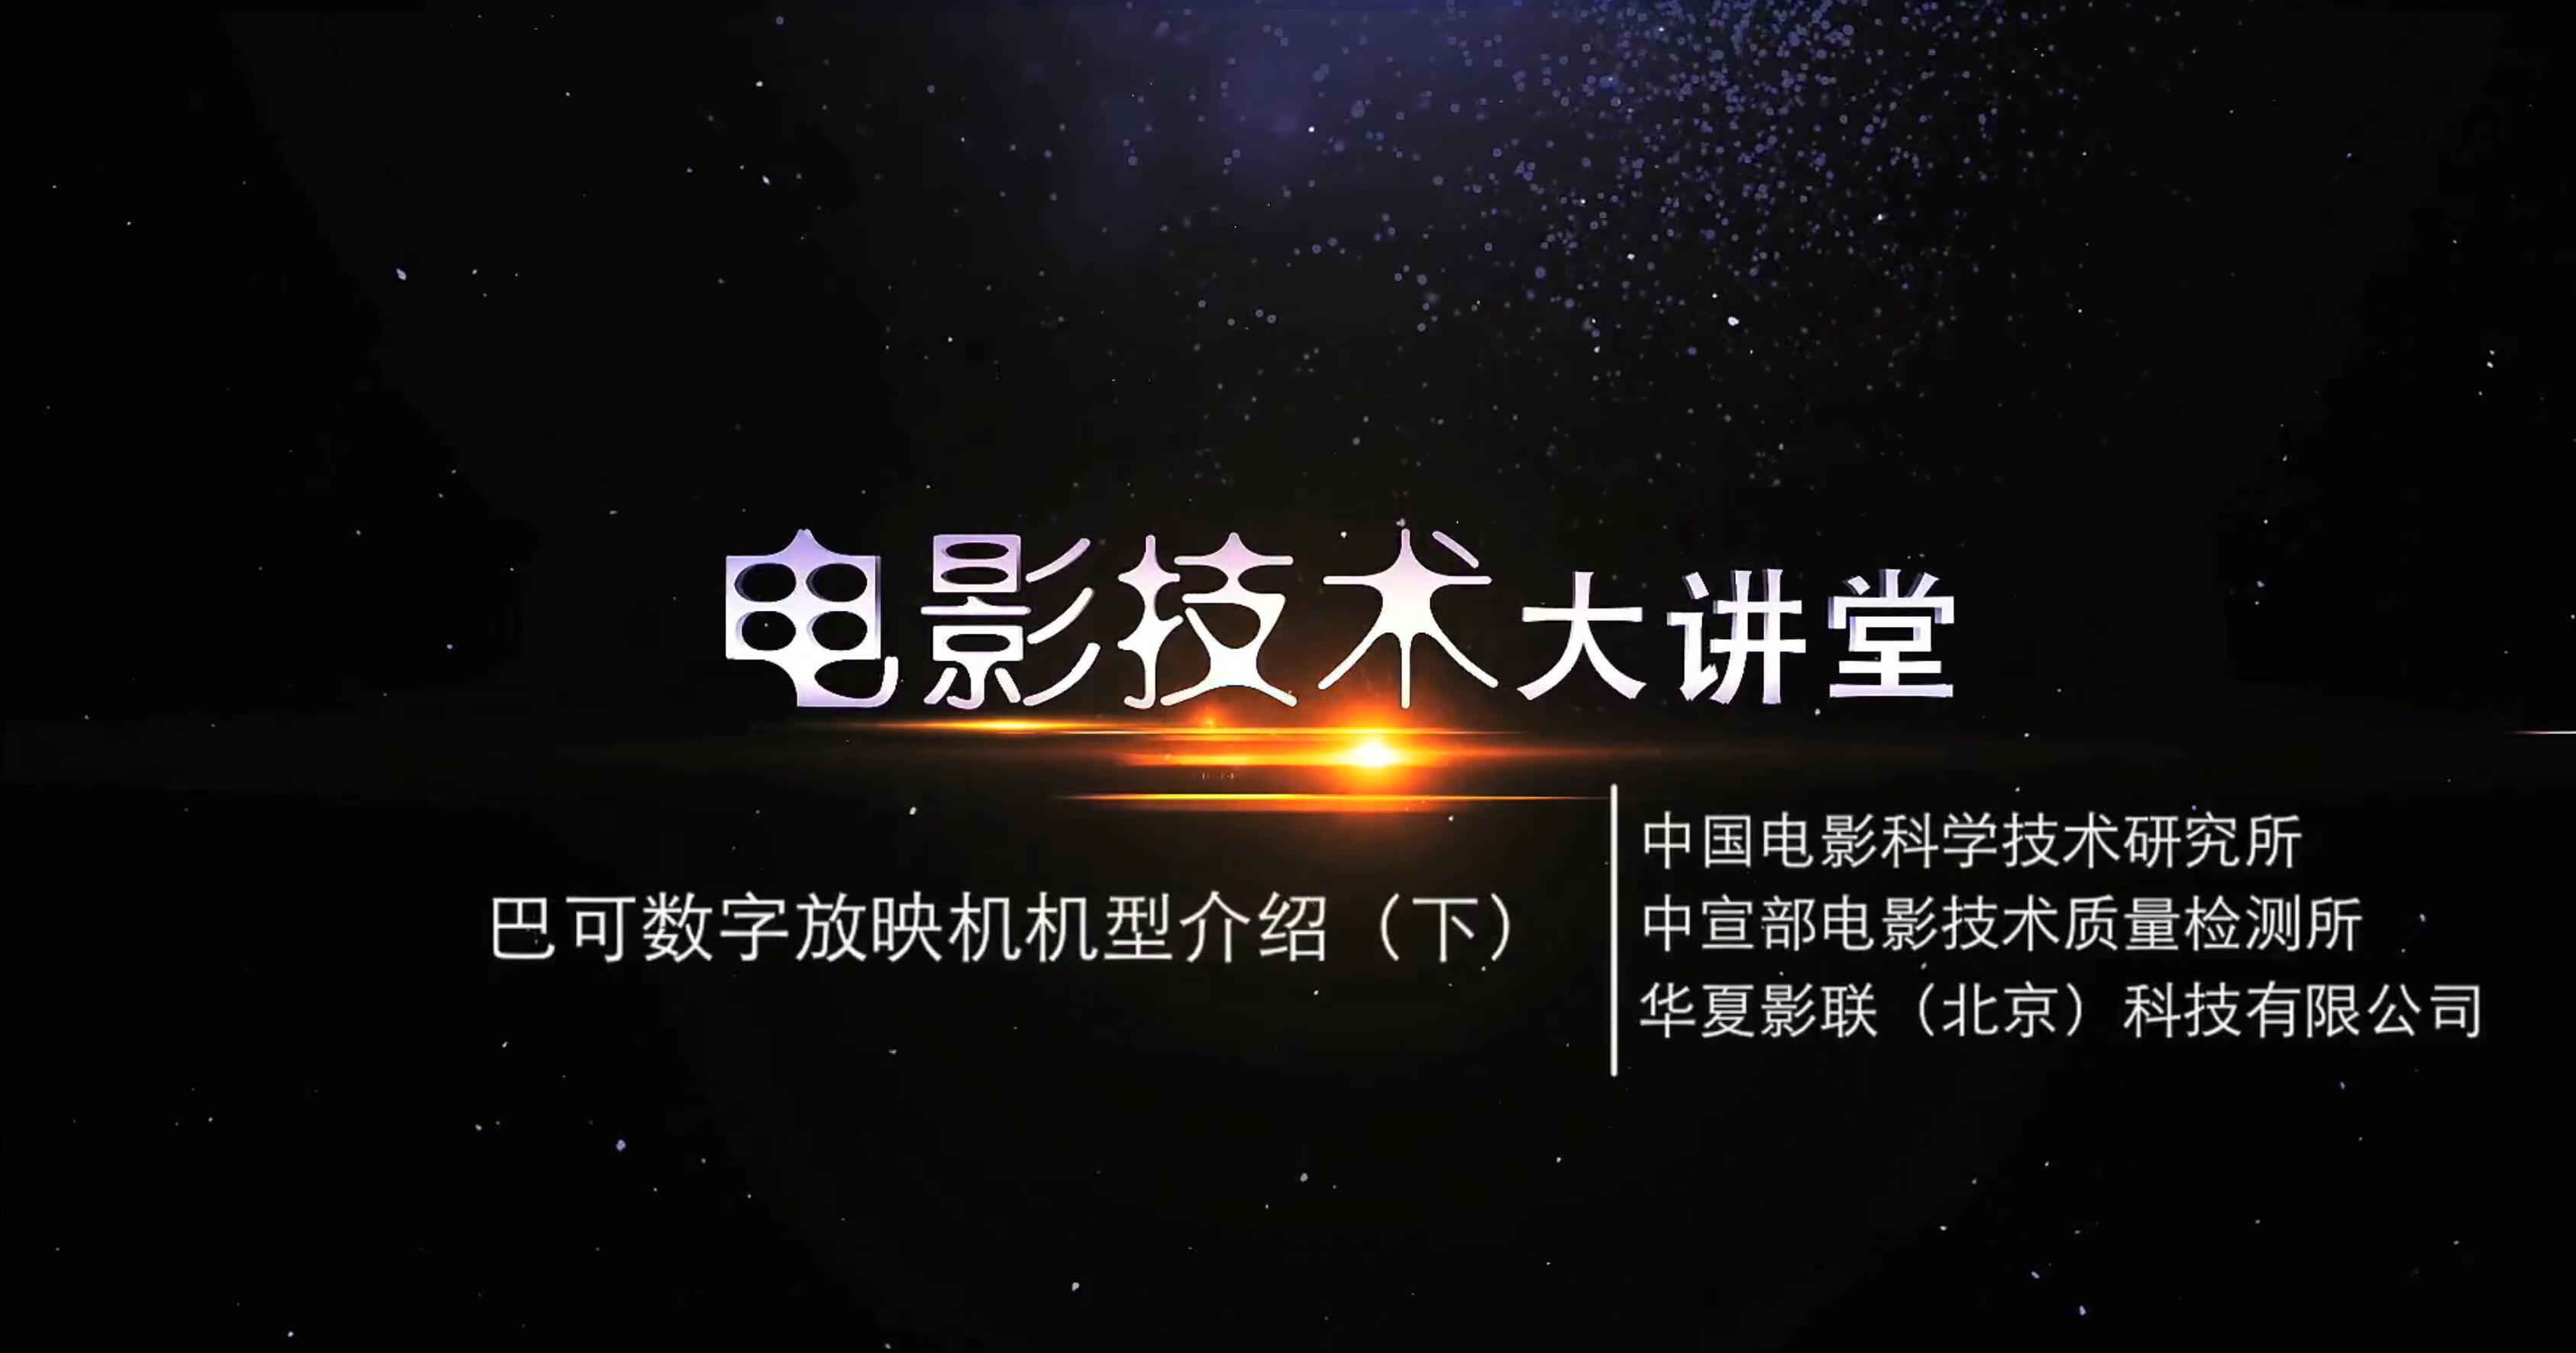 电影技术大讲堂
巴可数字放映机机型介绍（下）
中国电影科学技术研究所
中宣部电影技术质量检测所
华夏影联（北京）科技有限公司